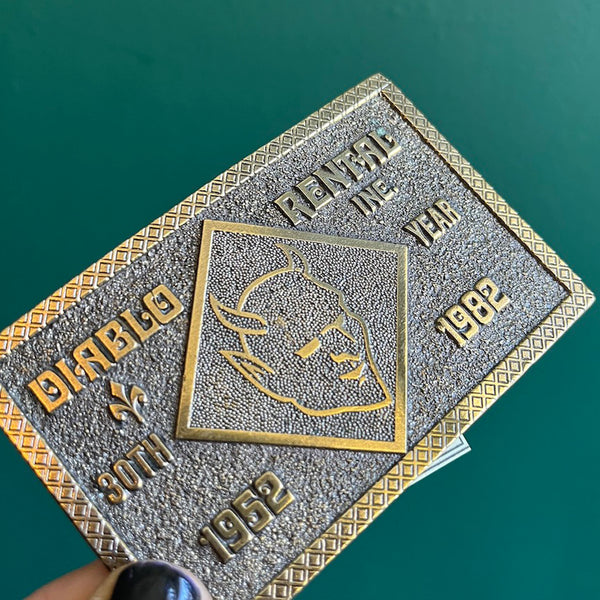 DIABLO RENTAL INC.
30TH YEAR
1952 1982